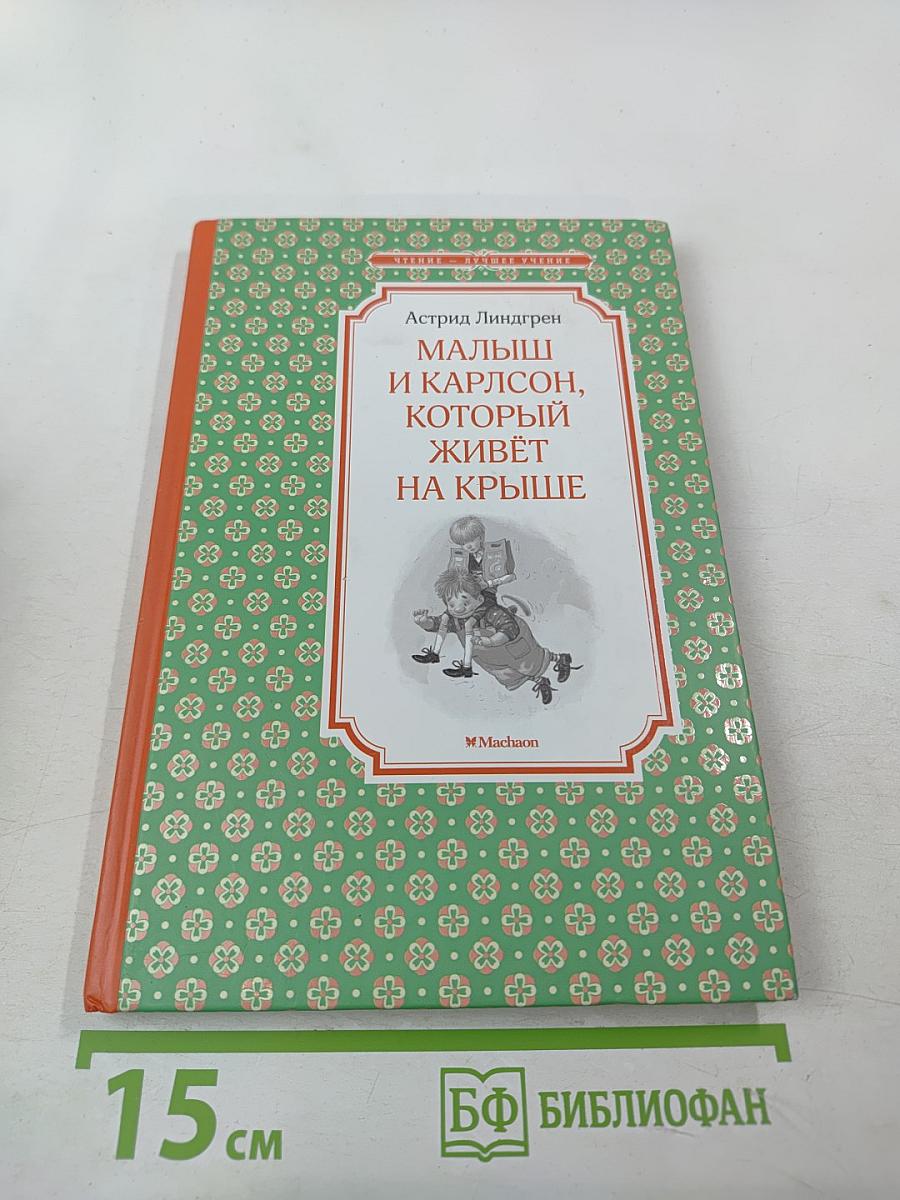 ЧТЕНИЕ – ЛУЧШЕЕ УЧЕНИЕ
Астрид Линдгрен
МАЛЫШ
И КАРЛСОН,
КОТОРЫЙ
ЖИВЁТ
НА КРЫШЕ
Machaon
15 см
БФ БИБЛИОФАН